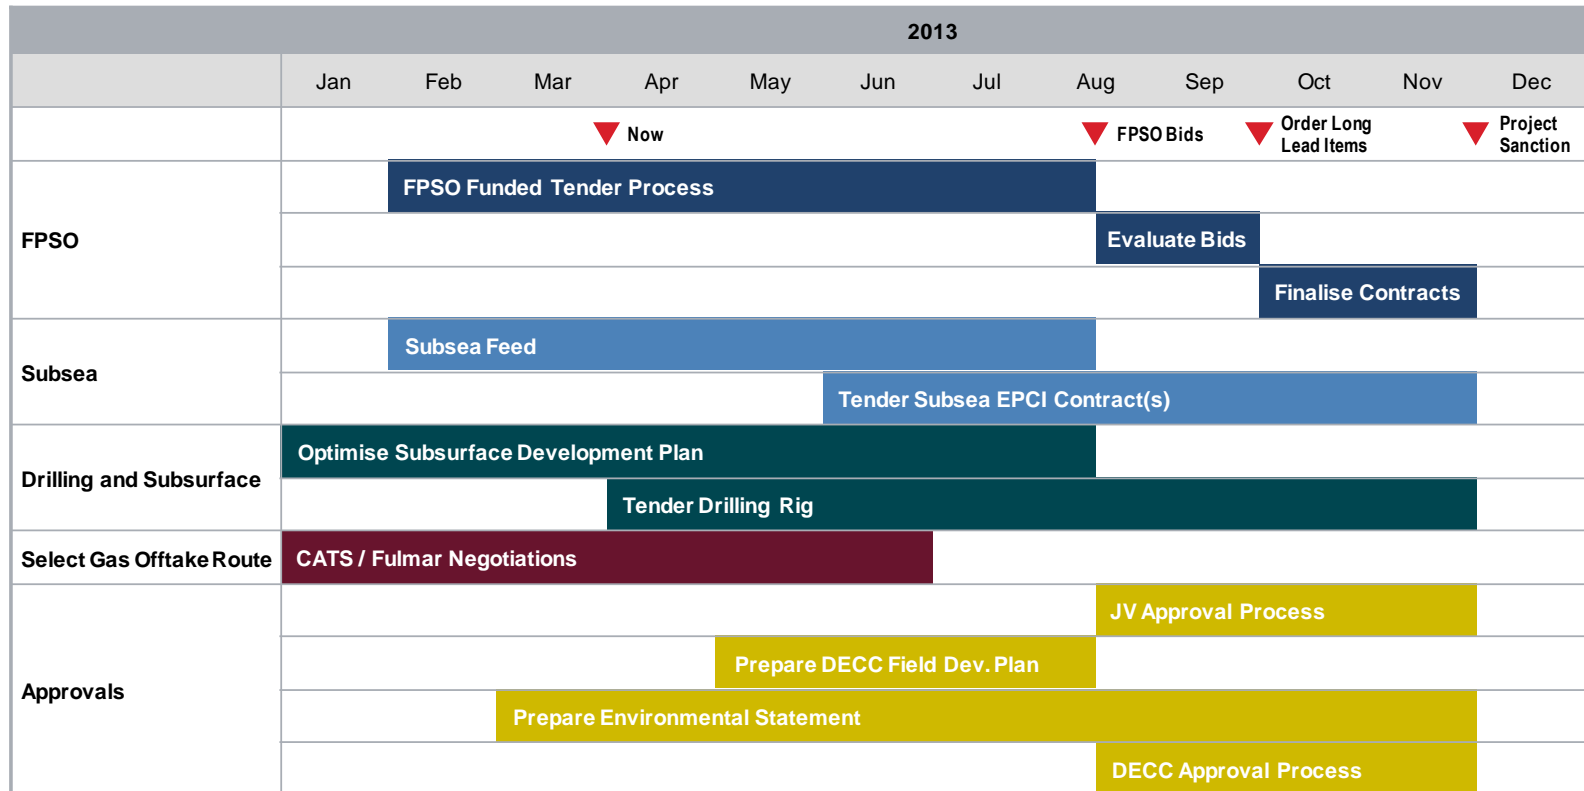 2013
Jan Feb Mar Apr May Jun Jul Aug Sep Oct Nov Dec
Now
FPSO Bids
Order Long
Lead Items
Project
Sanction
FPSO
FPSO Funded Tender Process
Evaluate Bids
Finalise Contracts
Subsea
Subsea Feed
Tender Subsea EPCI Contract(s)
Drilling and Subsurface
Optimise Subsurface Development Plan
Tender Drilling Rig
Select Gas Offtake Route
CATS / Fulmar Negotiations
Approvals
JV Approval Process
Prepare DECC Field Dev. Plan
Prepare Environmental Statement
DECC Approval Process